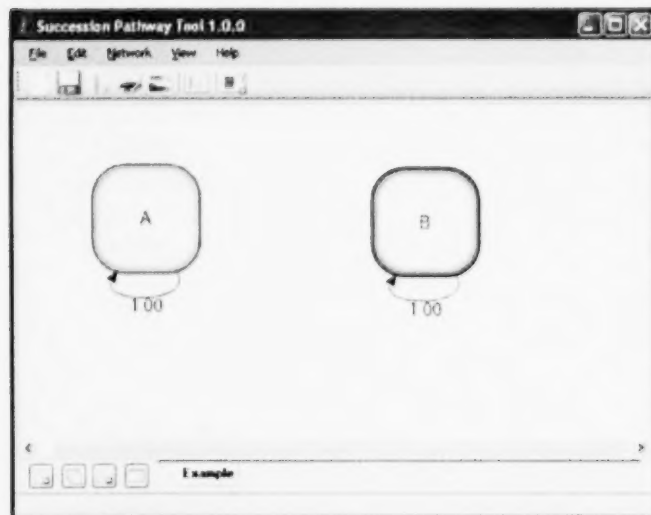 Succession Pathway Tool 1.0.0
File Edit Network View Help
A
B
1.00
1.00
Example